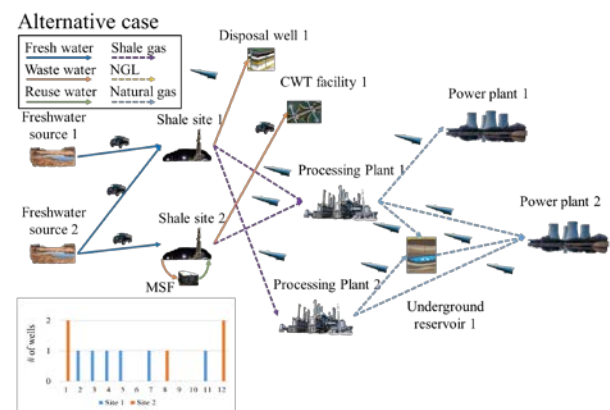 Alternative case
Fresh water
Shale gas
Waste water
NGL
Reuse water
Natural gas
Disposal well 1
CWT facility 1
Freshwater
source 1
Shale site 1
Power plant 1
Processing Plant 1
Freshwater
source 2
Shale site 2
Power plant 2
MSF
Processing Plant 2
Underground
reservoir 1
# of wells
2
1
0
1 2 3 4 5 6 7 8 9 10 11 12
Site 1 Site 2